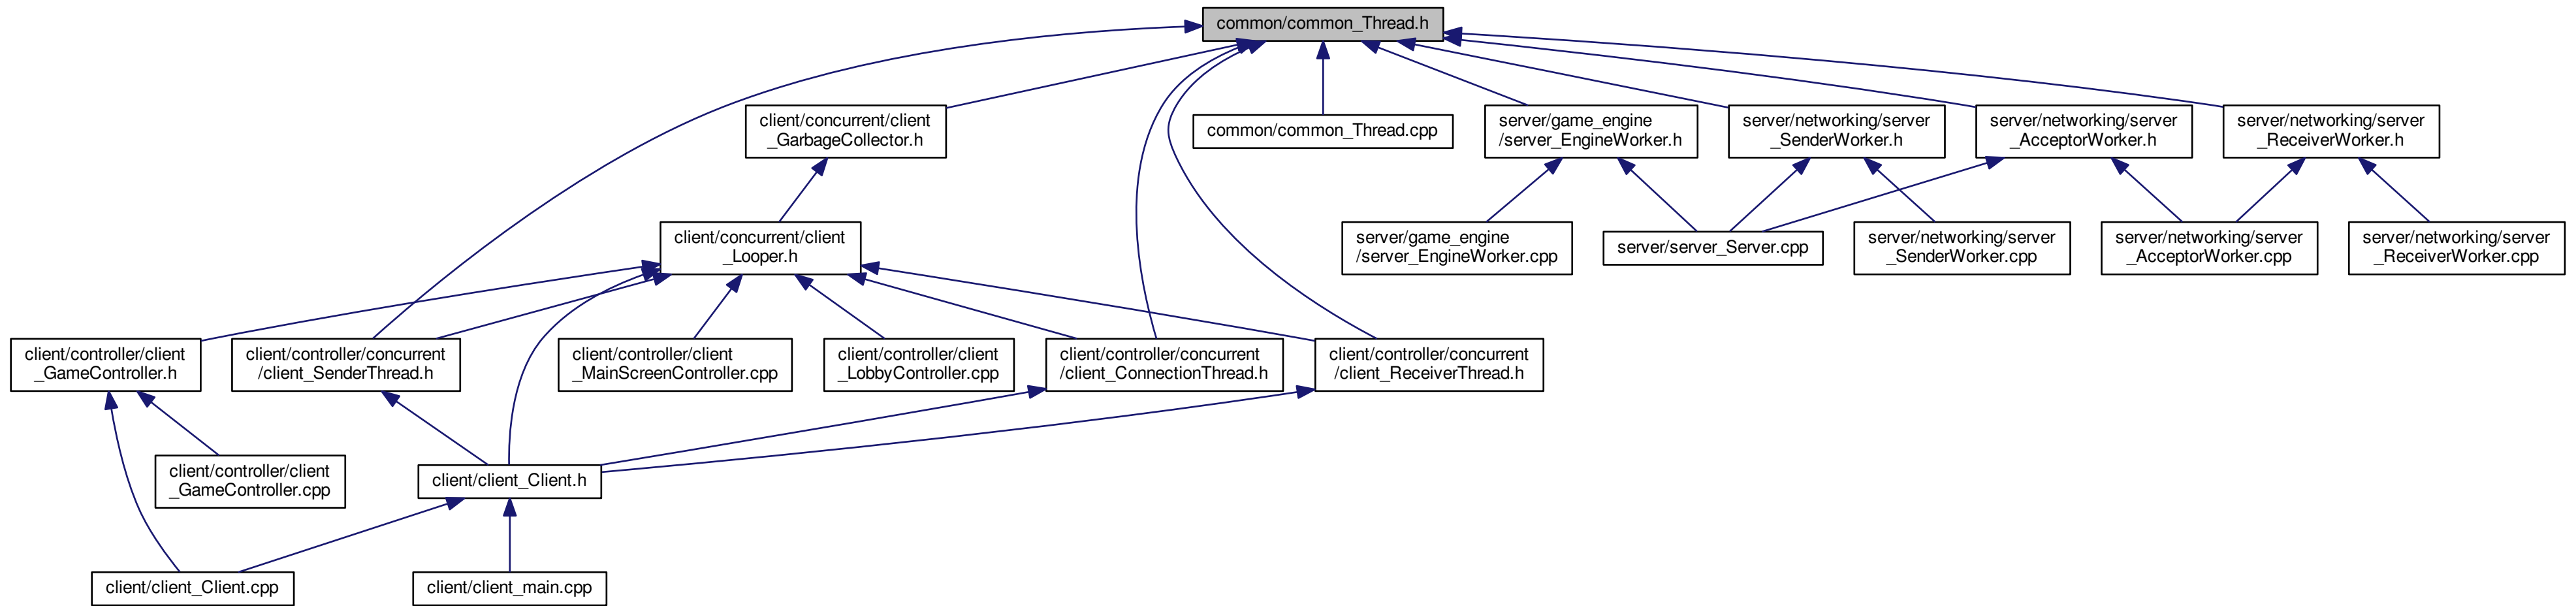 common/common_Thread.h
client/concurrent/client
_GarbageCollector.h
common/common_Thread.cpp
server/game_engine
/server_EngineWorker.h
server/networking/server
_SenderWorker.h
server/networking/server
_AcceptorWorker.h
server/networking/server
_ReceiverWorker.h
client/concurrent/client
_Looper.h
server/game_engine
/server_EngineWorker.cpp
server/server_Server.cpp
server/networking/server
_SenderWorker.cpp
server/networking/server
_AcceptorWorker.cpp
server/networking/server
_ReceiverWorker.cpp
client/controller/client
_GameController.h
client/controller/concurrent
/client_SenderThread.h
client/controller/client
_MainScreenController.cpp
client/controller/client
_LobbyController.cpp
client/controller/concurrent
/client_ConnectionThread.h
client/controller/concurrent
/client_ReceiverThread.h
client/controller/client
_GameController.cpp
client/client_Client.h
client/client_Client.cpp
client/client_main.cpp